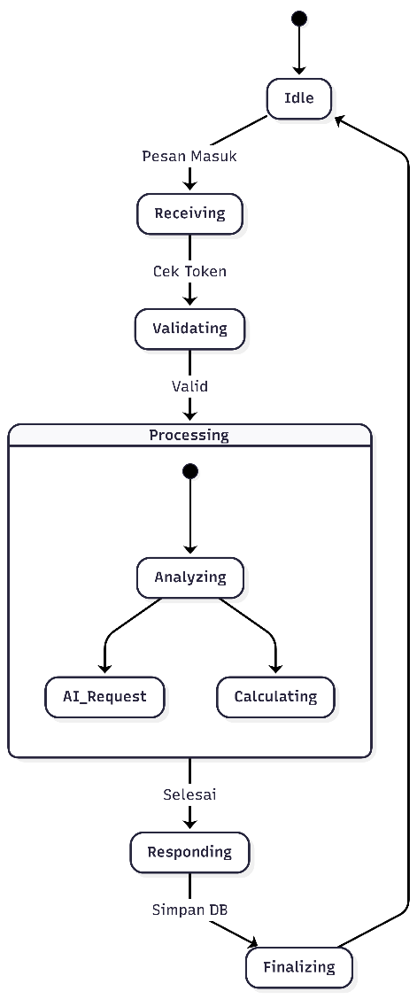 Idle
Pesan Masuk
Receiving
Cek Token
Validating
Valid
Processing
Analyzing
AI_Request
Calculating
Selesai
Responding
Simpan DB
Finalizing